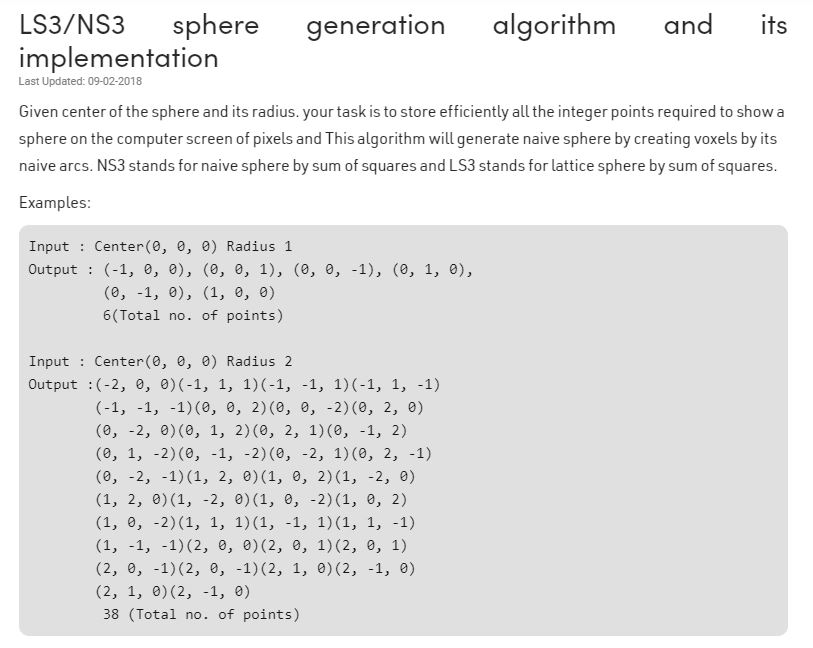 LS3/NS3 sphere generation algorithm and its
implementation
Last Updated: 09-02-2018
Given center of the sphere and its radius. your task is to store efficiently all the integer points required to show a
sphere on the computer screen of pixels and This algorithm will generate naive sphere by creating voxels by its
naive arcs. NS3 stands for naive sphere by sum of squares and LS3 stands for lattice sphere by sum of squares.
Examples:
Input : Center(0, 0, 0) Radius 1
Output : (-1, 0, 0), (0, 0, 1), (0, 0, -1), (0, 1, 0),
(0, -1, 0), (1, 0, 0)
6(Total no. of points)
Input : Center(0, 0, 0) Radius 2
Output :(-2, 0, 0)(-1, 1, 1)(-1, -1, 1)(-1, 1, -1)
(-1, -1, -1)(0, 0, 2)(0, 0, -2)(0, 2, 0)
(0, -2, 0)(0, 1, 2)(0, 2, 1)(0, -1, 2)
(0, 1, -2)(0, -1, -2)(0, -2, 1)(0, 2, -1)
(0, -2, -1)(1, 2, 0)(1, 0, 2)(1, -2, 0)
(1, 2, 0)(1, -2, 0)(1, 0, -2)(1, 0, 2)
(1, 0, -2)(1, 1, 1)(1, -1, 1)(1, 1, -1)
(1, -1, -1)(2, 0, 0)(2, 0, 1)(2, 0, 1)
(2, 0, -1)(2, 0, -1)(2, 1, 0)(2, -1, 0)
(2, 1, 0)(2, -1, 0)
38 (Total no. of points)